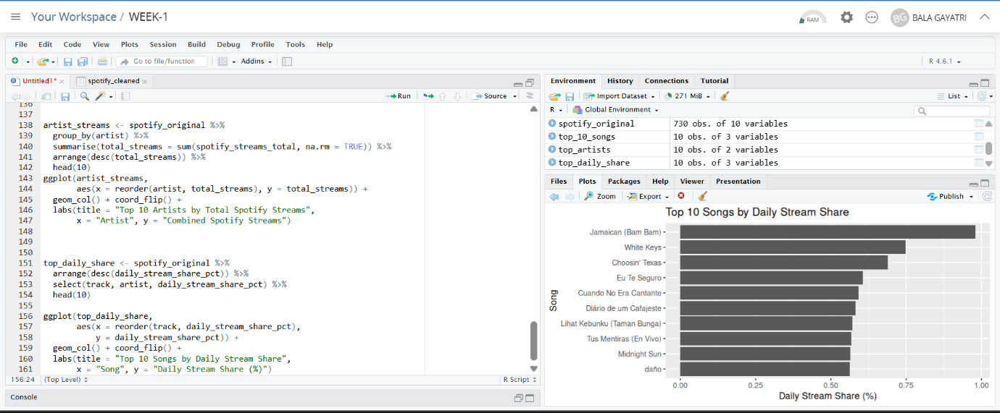 Your Workspace / WEEK-1
RAM
BG BALA GAYATRI
File Edit Code View Plots Session Build Debug Profile Tools Help
Go to file/function Addins R 4.6.1
Untitled1* spotify_cleaned
Run Source
136
137
138 artist_streams <- spotify_original %>%
139 group_by(artist) %>%
140 summarise(total_streams = sum(spotify_streams_total, na.rm = TRUE)) %>%
141 arrange(desc(total_streams)) %>%
142 head(10)
143 ggplot(artist_streams,
144 aes(x = reorder(artist, total_streams), y = total_streams)) +
145 geom_col() + coord_flip() +
146 labs(title = "Top 10 Artists by Total Spotify Streams",
147 x = "Artist", y = "Combined Spotify Streams")
148
149
150
151 top_daily_share <- spotify_original %>%
152 arrange(desc(daily_stream_share_pct)) %>%
153 select(track, artist, daily_stream_share_pct) %>%
154 head(10)
155
156 ggplot(top_daily_share,
157 aes(x = reorder(track, daily_stream_share_pct),
158 y = daily_stream_share_pct)) +
159 geom_col() + coord_flip() +
160 labs(title = "Top 10 Songs by Daily Stream Share",
161 x = "Song", y = "Daily Stream Share (%)")
156:24 (Top Level) R Script
Console
Environment History Connections Tutorial
Import Dataset 271 MiB List
R Global Environment
spotify_original 730 obs. of 10 variables
top_10_songs 10 obs. of 3 variables
top_artists 10 obs. of 2 variables
top_daily_share 10 obs. of 3 variables
Files Plots Packages Help Viewer Presentation
Zoom Export Publish
Top 10 Songs by Daily Stream Share
Song
Jamaican (Bam Bam)
White Keys
Choosin' Texas
Eu Te Seguro
Cuando No Era Cantante
Diário de um Cafajeste
Lihat Kebunku (Taman Bunga)
Tus Mentiras (En Vivo)
Midnight Sun
daño
0.00 0.25 0.50 0.75 1.00
Daily Stream Share (%)